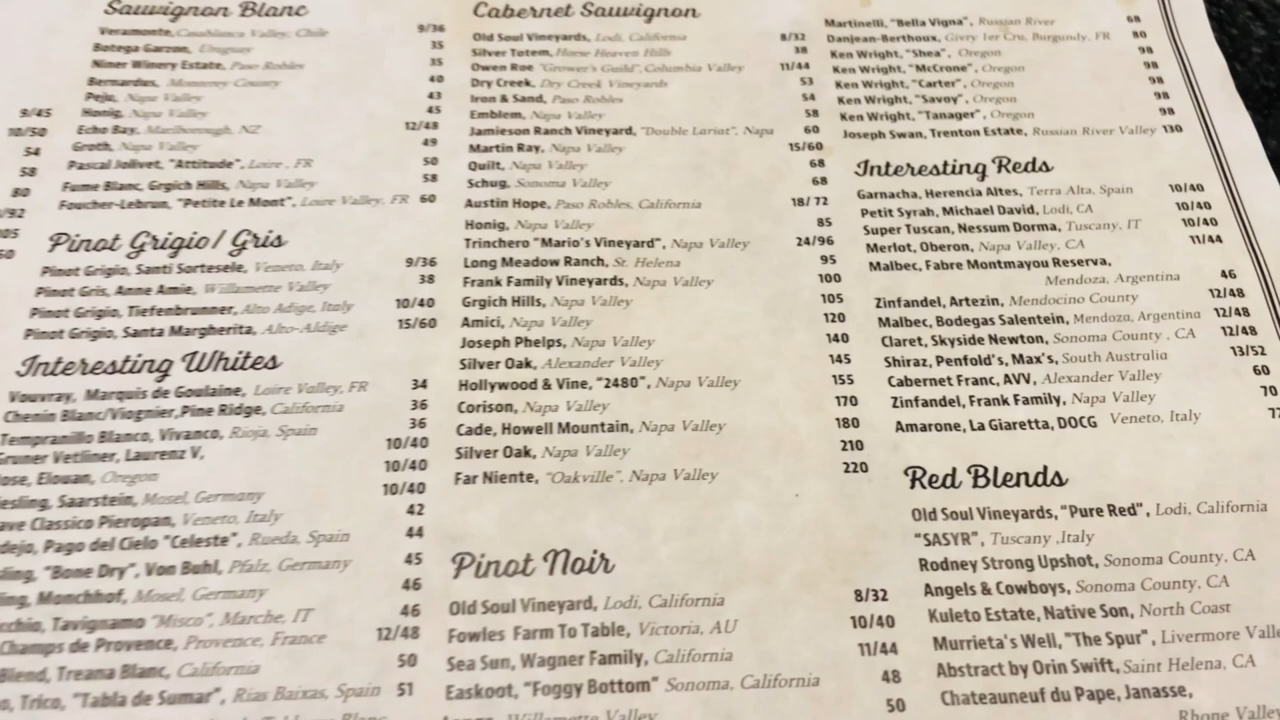 9/45
10/50
54
58
80
Sauvignon Blanc
Veramonte, Casablanca Valley, Chile 9/36
Botega Garzon, Uruguay 35
Niner Winery Estate, Paso Robles 35
Bernardus, Monterey County 40
Peju, Napa Valley 43
Honig, Napa Valley 45
Echo Bay, Marlborough, NZ 12/48
Groth, Napa Valley 49
Pascal Jolivet, "Attitude", Loire, FR 50
Fume Blanc, Grgich Hills, Napa Valley 58
Foucher-Lebrun, "Petite Le Mont", Loire Valley, FR 60
Pinot Grigio/ Gris
Pinot Grigio, Santi Sortesele, Veneto, Italy 9/36
Pinot Gris, Anne Amie, Willamette Valley 38
Pinot Grigio, Tiefenbrunner, Alto Adige, Italy 10/40
Pinot Grigio, Santa Margherita, Alto-Aldige 15/60
Interesting Whites
Vouvray, Marquis de Goulaine, Loire Valley, FR 34
Chenin Blanc/Viognier,Pine Ridge, California 36
Tempranillo Blanco, Vivanco, Rioja, Spain 36
Gruner Vetliner, Laurenz V, 10/40
Elouan, Oregon 10/40
Saarstein, Mosel, Germany 10/40
Classico Pieropan, Veneto, Italy 42
Pago del Cielo "Celeste", Rueda, Spain 44
"Bone Dry", Von Buhl, Pfalz, Germany 45
Monchhof, Mosel, Germany 46
Tavignamo "Misco", Marche, IT 46
Champs de Provence, Provence, France 12/48
Blend, Treana Blanc, California 50
Trico, "Tabla de Sumar", Rias Baixas, Spain 51
Cabernet Sauvignon
Old Soul Vineyards, Lodi, California 8/32
Silver Totem, Horse Heaven Hills 38
Owen Roe "Grower's Guild", Columbia Valley 11/44
Dry Creek, Dry Creek Vineyards 53
Iron & Sand, Paso Robles 54
Emblem, Napa Valley 58
Jamieson Ranch Vineyard, "Double Lariat", Napa 60
Martin Ray, Napa Valley 15/60
Quilt, Napa Valley 68
Schug, Sonoma Valley 68
Austin Hope, Paso Robles, California 18/ 72
Honig, Napa Valley 85
Trinchero "Mario's Vineyard", Napa Valley 24/96
Long Meadow Ranch, St. Helena 95
Frank Family Vineyards, Napa Valley 100
Grgich Hills, Napa Valley 105
Amici, Napa Valley 120
Joseph Phelps, Napa Valley 140
Silver Oak, Alexander Valley 145
Hollywood & Vine, "2480", Napa Valley 155
Corison, Napa Valley 170
Cade, Howell Mountain, Napa Valley 180
Silver Oak, Napa Valley 210
Far Niente, "Oakville", Napa Valley 220
Pinot Noir
Old Soul Vineyard, Lodi, California 8/32
Fowles Farm To Table, Victoria, AU 10/40
Sea Sun, Wagner Family, California 11/44
Easkoot, "Foggy Bottom" Sonoma, California 48
Willamette Valley 50
Martinelli, "Bella Vigna", Russian River 68
Danjean-Berthoux, Givry 1er Cru, Burgundy, FR 80
Ken Wright, "Shea", Oregon 98
Ken Wright, "McCrone", Oregon 98
Ken Wright, "Carter", Oregon 98
Ken Wright, "Savoy", Oregon 98
Ken Wright, "Tanager", Oregon 98
Joseph Swan, Trenton Estate, Russian River Valley 130
Interesting Reds
Garnacha, Herencia Altes, Terra Alta, Spain 10/40
Petit Syrah, Michael David, Lodi, CA 10/40
Super Tuscan, Nessum Dorma, Tuscany, IT 10/40
Merlot, Oberon, Napa Valley, CA 11/44
Malbec, Fabre Montmayou Reserva,
Mendoza, Argentina 46
Zinfandel, Artezin, Mendocino County 12/48
Malbec, Bodegas Salentein, Mendoza, Argentina 12/48
Claret, Skyside Newton, Sonoma County , CA 12/48
Shiraz, Penfold's, Max's, South Australia 13/52
Cabernet Franc, AVV, Alexander Valley 60
Zinfandel, Frank Family, Napa Valley 70
Amarone, La Giaretta, DOCG Veneto, Italy
Red Blends
Old Soul Vineyards, "Pure Red", Lodi, California
"SASYR", Tuscany ,Italy
Rodney Strong Upshot, Sonoma County, CA
Angels & Cowboys, Sonoma County, CA
Kuleto Estate, Native Son, North Coast
Murrieta's Well, "The Spur" , Livermore
Abstract by Orin Swift, Saint Helena, CA
Chateauneuf du Pape, Janasse,
Rhone Valley